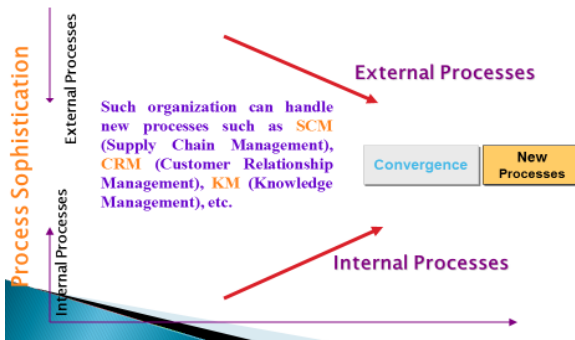 Process Sophistication
External Processes
Internal Processes
External Processes
Such organization can handle
new processes such as SCM
(Supply Chain Management),
CRM (Customer Relationship
Management), KM (Knowledge
Management), etc.
Convergence
New
Processes
Internal Processes